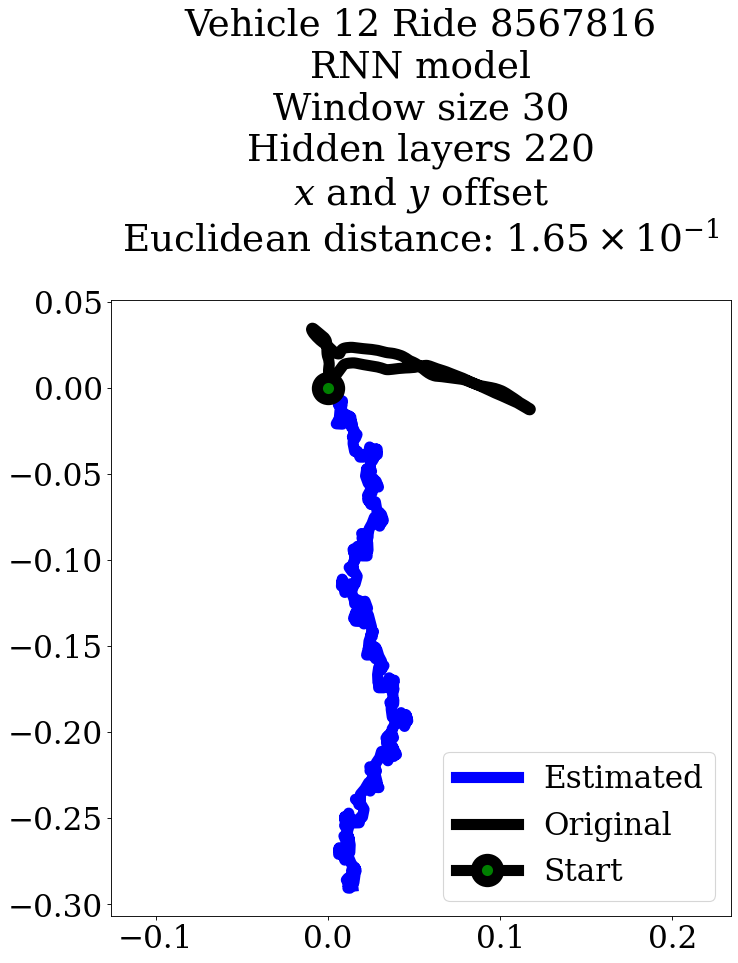 Vehicle 12 Ride 8567816
RNN model
Window size 30
Hidden layers 220
x and y offset
Euclidean distance: 1.65 × 10⁻¹
0.05
0.00
−0.05
−0.10
−0.15
−0.20
−0.25
−0.30
Estimated
Original
Start
−0.1 0.0 0.1 0.2